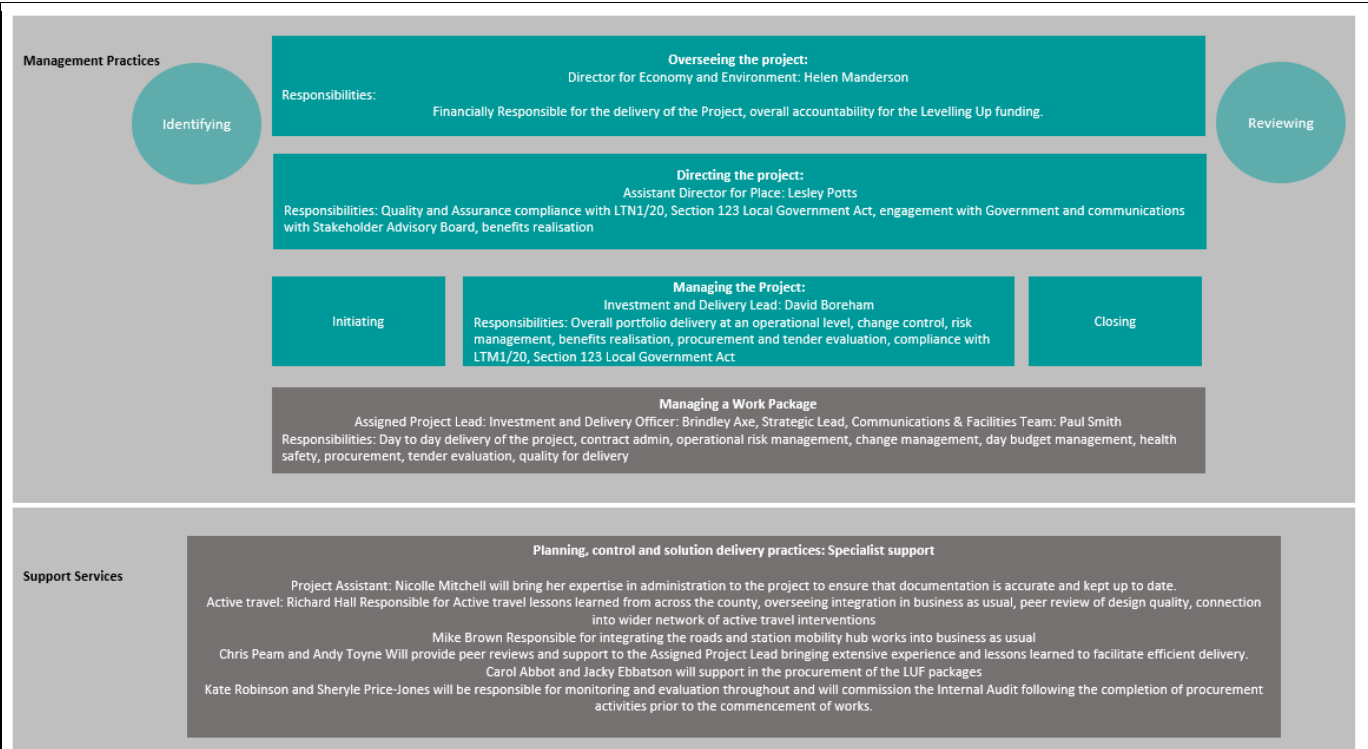 Management Practices
Identifying
Overseeing the project:
Director for Economy and Environment: Helen Manderson
Responsibilities:
Financially Responsible for the delivery of the Project, overall accountability for the Levelling Up funding.
Reviewing
Directing the project:
Assistant Director for Place: Lesley Potts
Responsibilities: Quality and Assurance compliance with LTN1/20, Section 123 Local Government Act, engagement with Government and communications
with Stakeholder Advisory Board, benefits realisation
Initiating
Managing the Project:
Investment and Delivery Lead: David Boreham
Responsibilities: Overall portfolio delivery at an operational level, change control, risk
management, benefits realisation, procurement and tender evaluation, compliance with
LTM1/20, Section 123 Local Government Act
Closing
Managing a Work Package
Assigned Project Lead: Investment and Delivery Officer: Brindley Axe, Strategic Lead, Communications & Facilities Team: Paul Smith
Responsibilities: Day to day delivery of the project, contract admin, operational risk management, change management, day budget management, health
safety, procurement, tender evaluation, quality for delivery
Support Services
Planning, control and solution delivery practices: Specialist support
Project Assistant: Nicolle Mitchell will bring her expertise in administration to the project to ensure that documentation is accurate and kept up to date.
Active travel: Richard Hall Responsible for Active travel lessons learned from across the county, overseeing integration in business as usual, peer review of design quality, connection
into wider network of active travel interventions
Mike Brown Responsible for integrating the roads and station mobility hub works into business as usual
Chris Pearn and Andy Toyne Will provide peer reviews and support to the Assigned Project Lead bringing extensive experience and lessons learned to facilitate efficient delivery.
Carol Abbot and Jacky Ebbatson will support in the procurement of the LUF packages
Kate Robinson and Sheryle Price-Jones will be responsible for monitoring and evaluation throughout and will commission the Internal Audit following the completion of procurement
activities prior to the commencement of works.